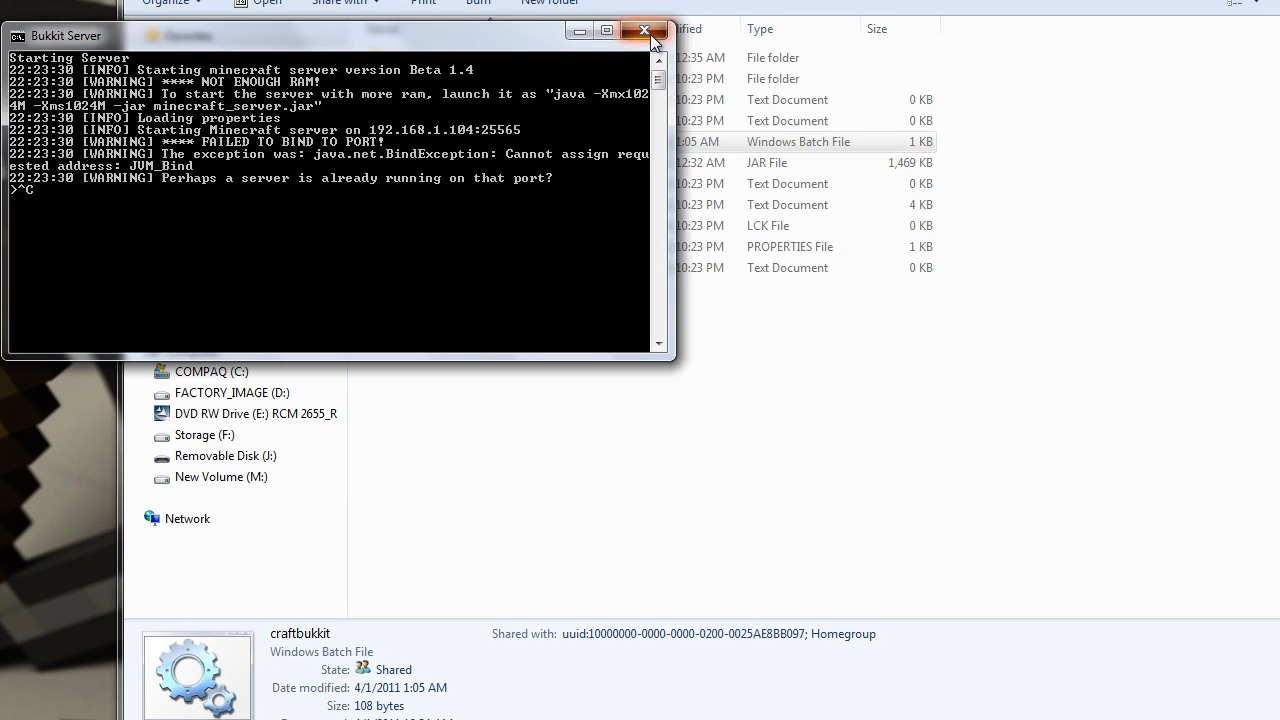 Organize
Open
Share with
Print
Burn
New folder
Bukkit Server
Starting Server
22:23:30 [INFO] Starting minecraft server version Beta 1.4
22:23:30 [WARNING] **** NOT ENOUGH RAM!
22:23:30 [WARNING] To start the server with more ram, launch it as "java -Xmx102
4M -Xms1024M -jar minecraft_server.jar"
22:23:30 [INFO] Loading properties
22:23:30 [INFO] Starting Minecraft server on 192.168.1.104:25565
22:23:30 [WARNING] **** FAILED TO BIND TO PORT!
22:23:30 [WARNING] The exception was: java.net.BindException: Cannot assign requ
ested address: JVM_Bind
22:23:30 [WARNING] Perhaps a server is already running on that port?
>^C
Type Size
12:35 AM File folder
10:23 PM File folder
10:23 PM Text Document 0 KB
10:23 PM Text Document 0 KB
1:05 AM Windows Batch File 1 KB
12:32 AM JAR File 1,469 KB
10:23 PM Text Document 0 KB
10:23 PM Text Document 4 KB
10:23 PM LCK File 0 KB
10:23 PM PROPERTIES File 1 KB
10:23 PM Text Document 0 KB
COMPAQ (C:)
FACTORY_IMAGE (D:)
DVD RW Drive (E:) RCM 2655_R
Storage (F:)
Removable Disk (J:)
New Volume (M:)
Network
craftbukkit
Windows Batch File
State: Shared
Date modified: 4/1/2011 1:05 AM
Size: 108 bytes
Shared with: uuid:10000000-0000-0000-0200-0025AE8BB097; Homegroup